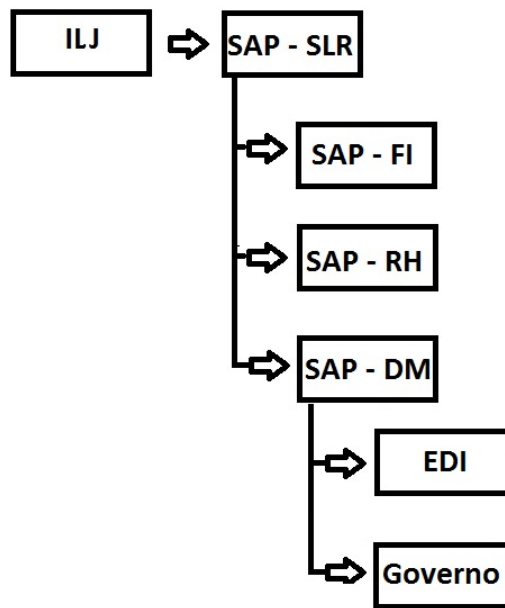 ILJ
SAP - SLR
SAP - FI
SAP - RH
SAP - DM
EDI
Governo